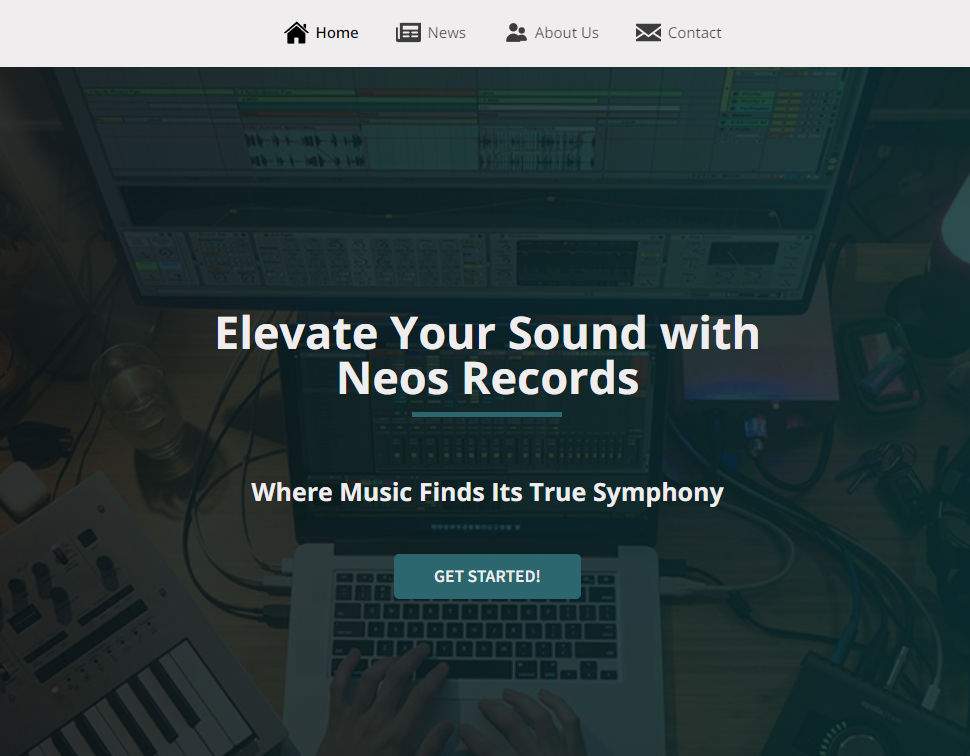 Home
News
About Us
Contact
Elevate Your Sound with
Neos Records
Where Music Finds Its True Symphony
GET STARTED!